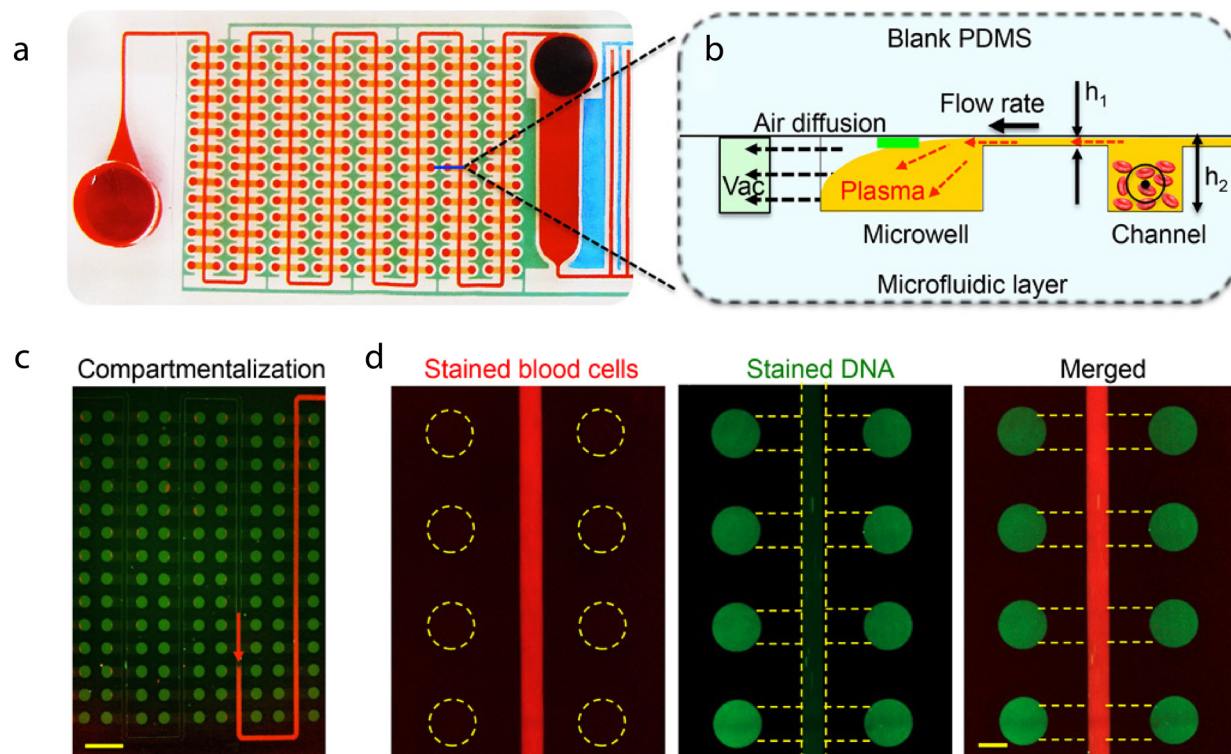 a
b
Blank PDMS
Flow rate
h1
Air diffusion
h2
Vac
Plasma
Microwell
Channel
Microfluidic layer
c
Compartmentalization
d
Stained blood cells
Stained DNA
Merged